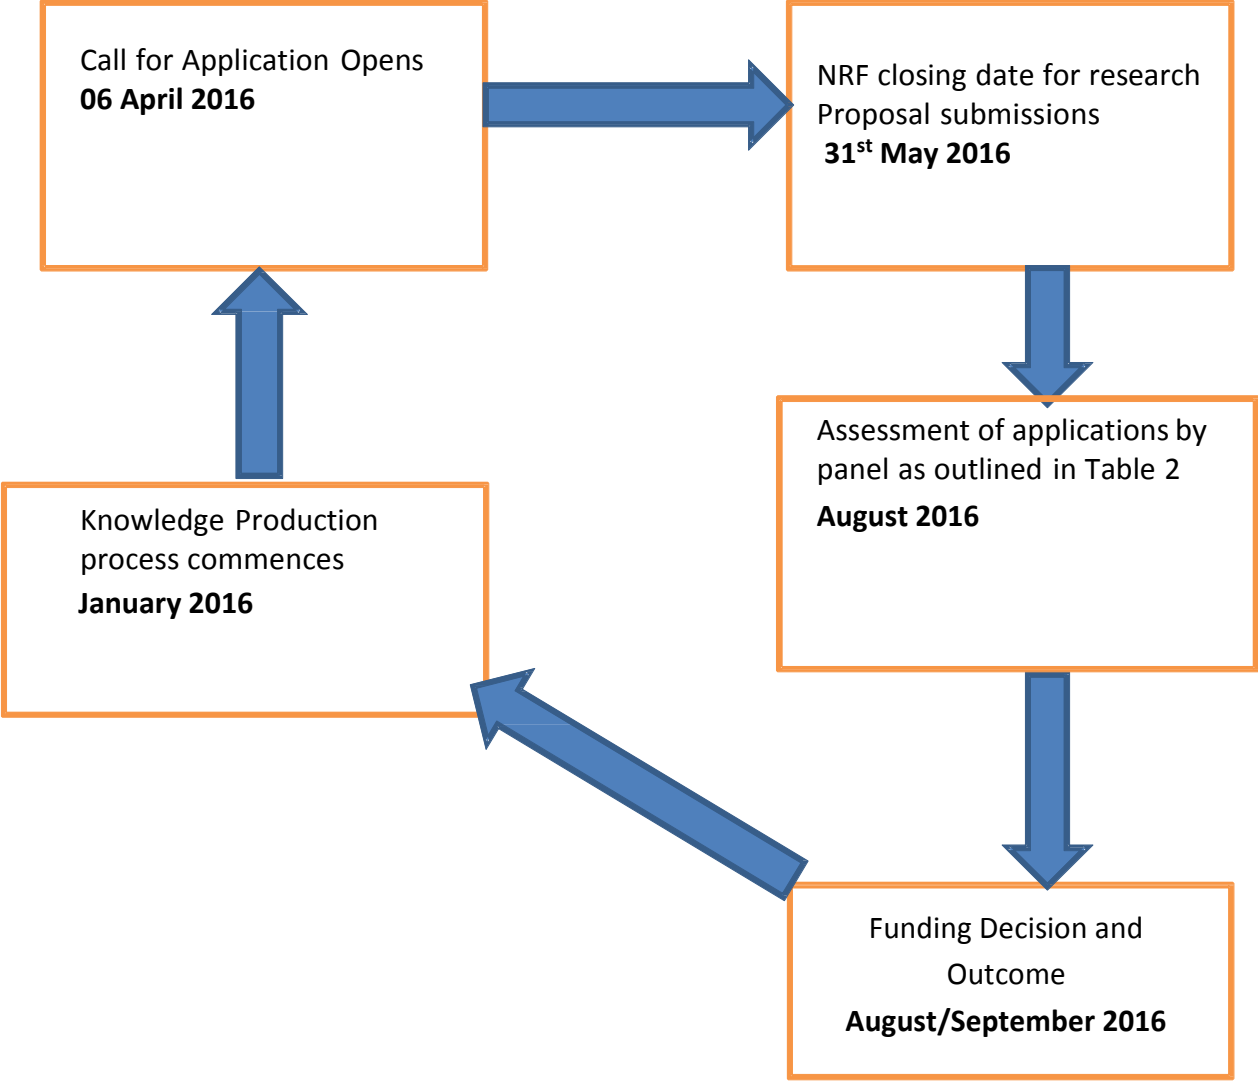 Call for Application Opens
06 April 2016
NRF closing date for research
Proposal submissions
31st May 2016
Assessment of applications by
panel as outlined in Table 2
August 2016
Funding Decision and
Outcome
August/September 2016
Knowledge Production
process commences
January 2016